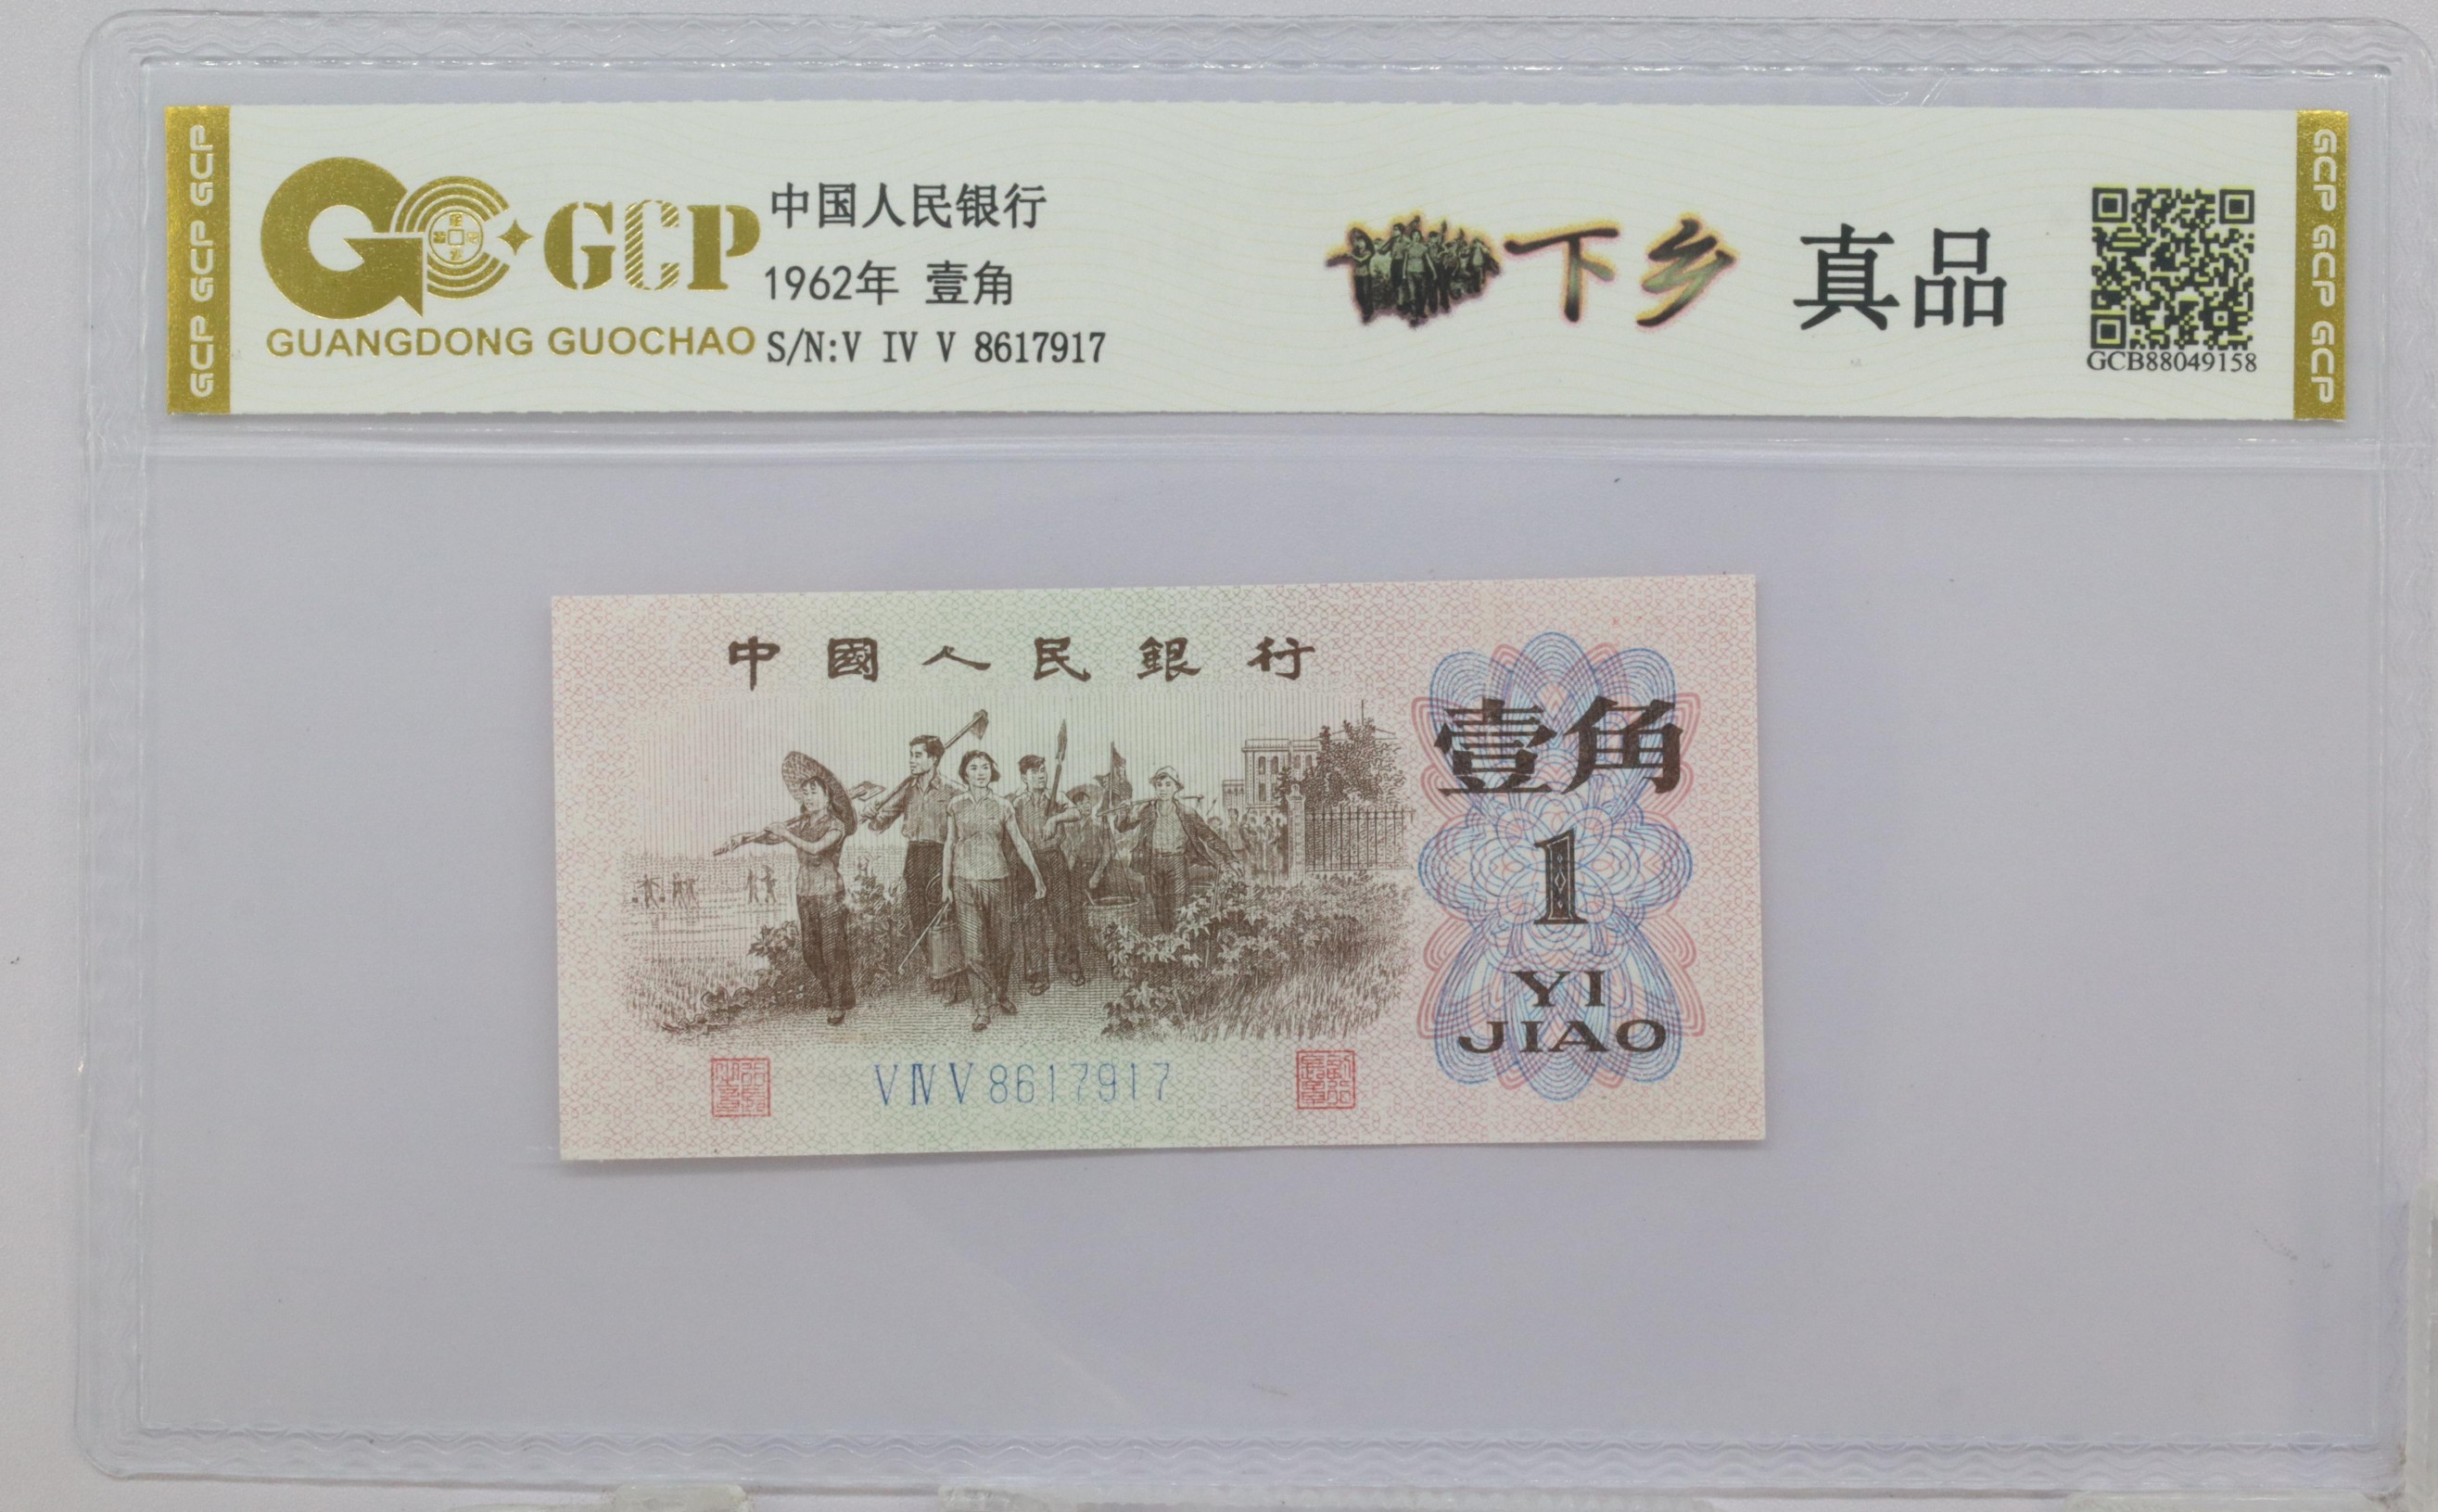 GCP GCP GCP
GCP
GUANGDONG GUOCHAO
中国人民银行
1962年 壹角
S/N:V IV V 8617917
下乡 真品
GCB88049158
GCP GCP GCP
中國人民銀行
壹角
1
YI
JIAO
V IV V 8617917